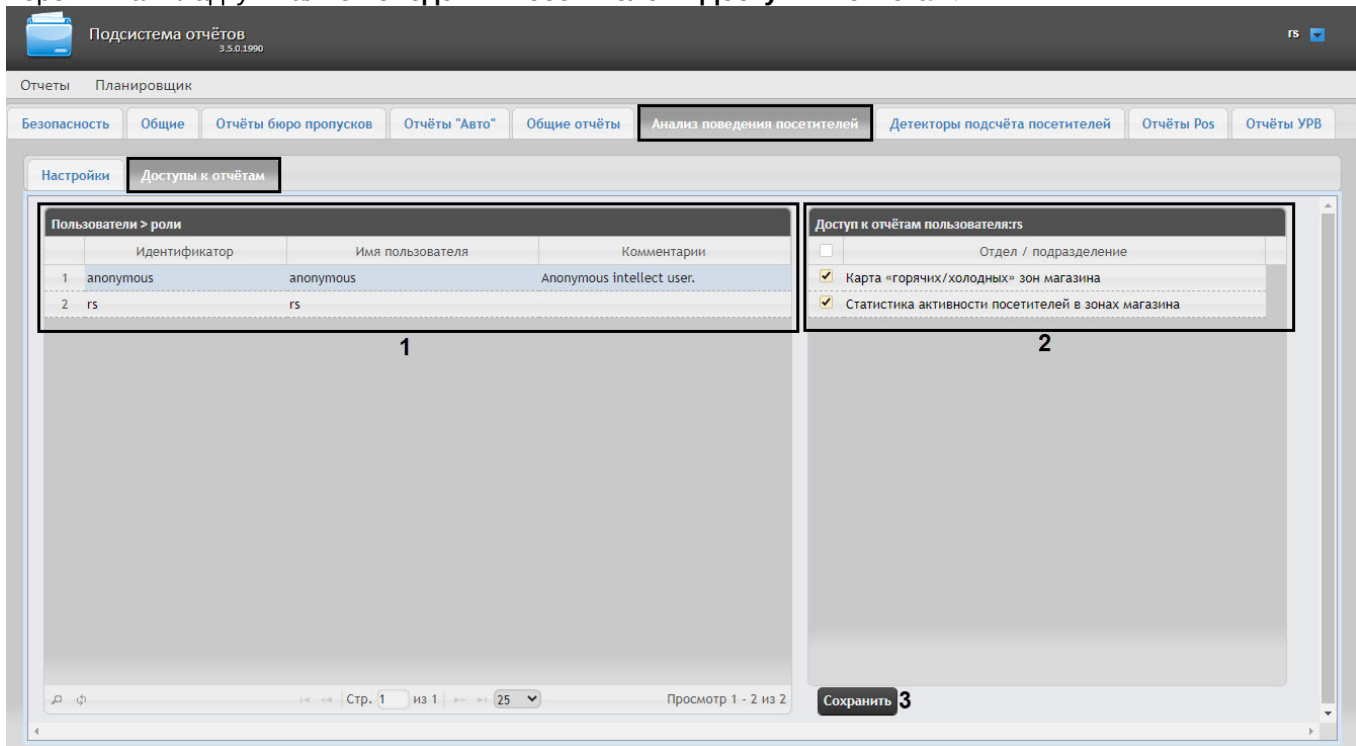 Подсистема отчётов
3.5.0.1990
rs
Отчеты Планировщик
Безопасность Общие Отчёты бюро пропусков Отчёты "Авто" Общие отчёты Анализ поведения посетителей Детекторы подсчёта посетителей Отчёты Pos Отчёты УРВ
Настройки Доступы к отчётам
Пользователи > роли
Идентификатор Имя пользователя Комментарии
1 anonymous anonymous Anonymous intellect user.
2 rs rs
1
Доступ к отчётам пользователя:rs
Отдел / подразделение
Карта «горячих/холодных» зон магазина
Статистика активности посетителей в зонах магазина
2
Стр. 1 из 1 25 Просмотр 1 - 2 из 2
Сохранить 3